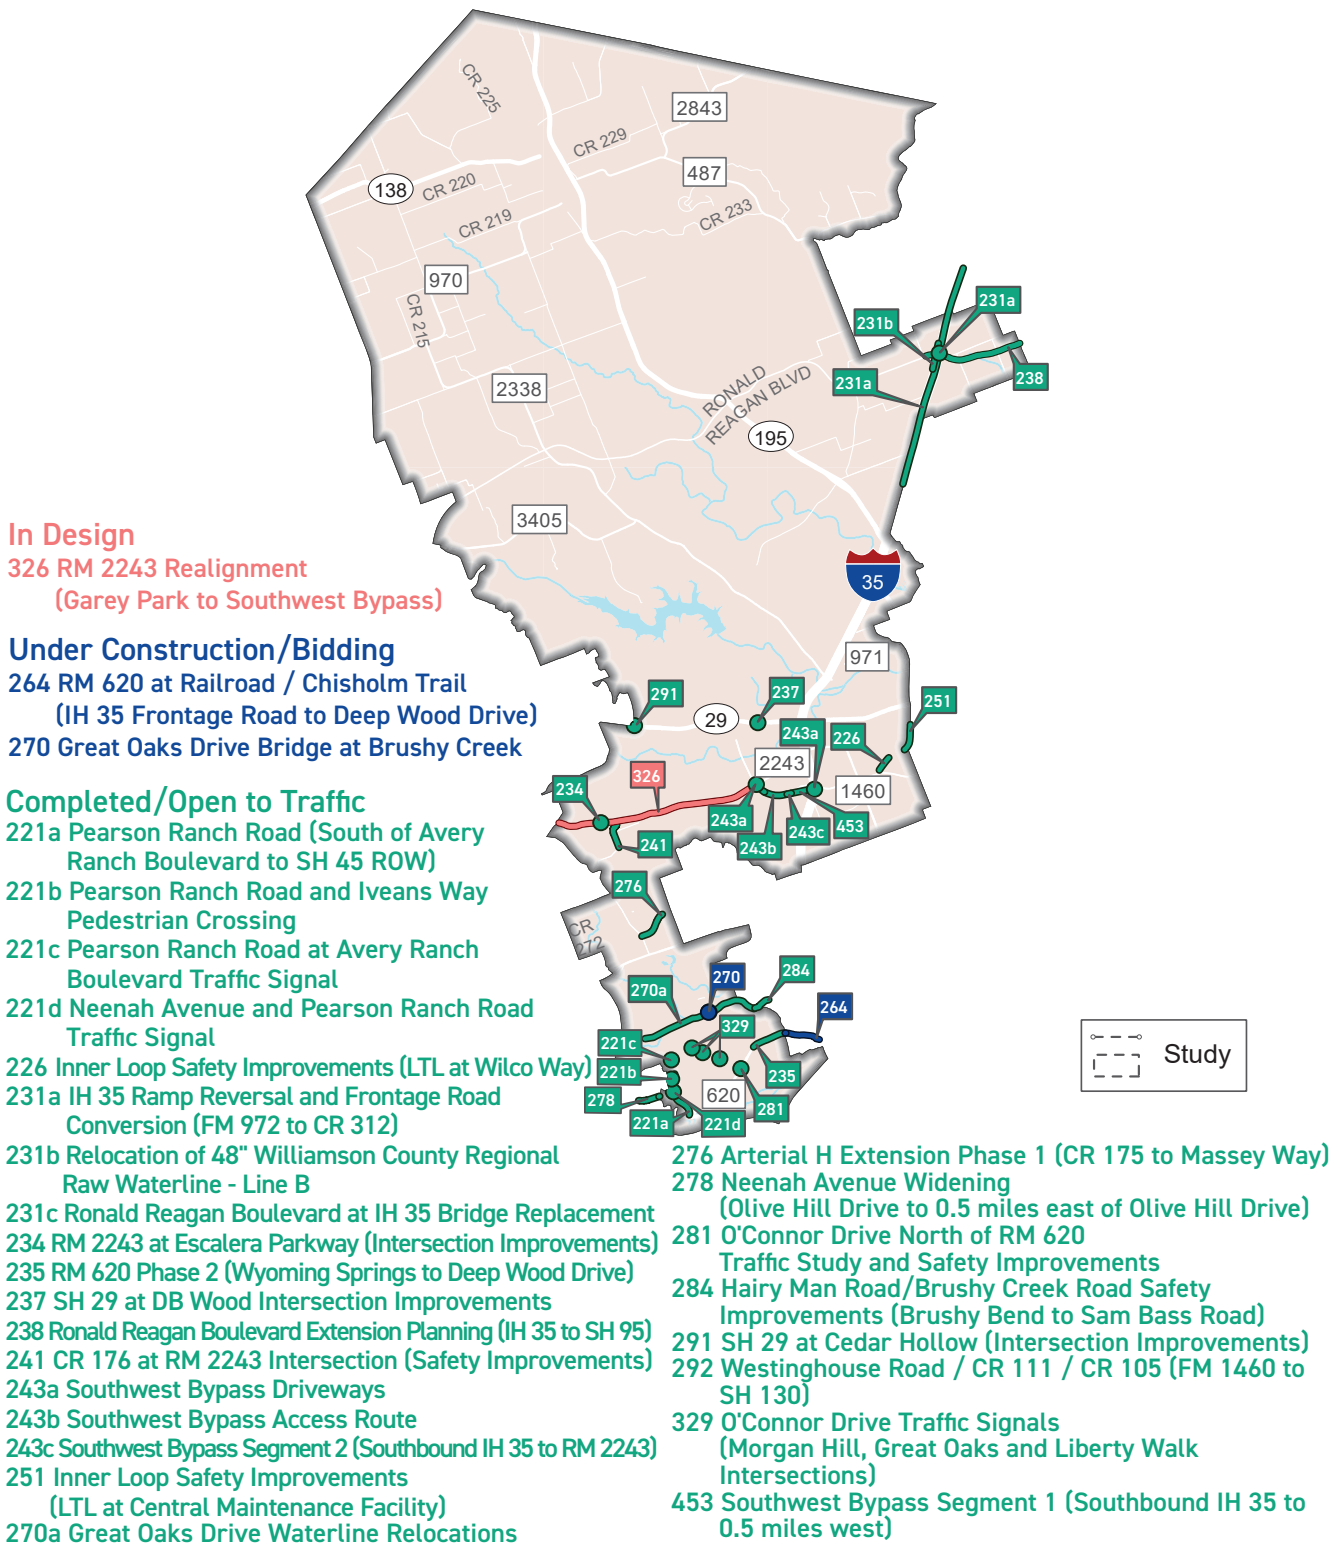 CR 225
2843
CR 229
487
138
CR 220
CR 233
CR 219
970
CR 215
231a
231b
238
231a
2338
RONALD
REAGAN BLVD
195
3405
35
971
In Design
326 RM 2243 Realignment
(Garey Park to Southwest Bypass)
Under Construction/Bidding
264 RM 620 at Railroad / Chisholm Trail
(IH 35 Frontage Road to Deep Wood Drive)
270 Great Oaks Drive Bridge at Brushy Creek
291
237
251
29
243a
226
2243
326
234
1460
243a
243c
453
243b
241
276
CR
272
270
284
270a
264
329
221c
221b
235
278
620
281
221a
221d
Study
Completed/Open to Traffic
221a Pearson Ranch Road (South of Avery
Ranch Boulevard to SH 45 ROW)
221b Pearson Ranch Road and Iveans Way
Pedestrian Crossing
221c Pearson Ranch Road at Avery Ranch
Boulevard Traffic Signal
221d Neenah Avenue and Pearson Ranch Road
Traffic Signal
226 Inner Loop Safety Improvements (LTL at Wilco Way)
231a IH 35 Ramp Reversal and Frontage Road
Conversion (FM 972 to CR 312)
231b Relocation of 48" Williamson County Regional
Raw Waterline - Line B
231c Ronald Reagan Boulevard at IH 35 Bridge Replacement
234 RM 2243 at Escalera Parkway (Intersection Improvements)
235 RM 620 Phase 2 (Wyoming Springs to Deep Wood Drive)
237 SH 29 at DB Wood Intersection Improvements
238 Ronald Reagan Boulevard Extension Planning (IH 35 to SH 95)
241 CR 176 at RM 2243 Intersection (Safety Improvements)
243a Southwest Bypass Driveways
243b Southwest Bypass Access Route
243c Southwest Bypass Segment 2 (Southbound IH 35 to RM 2243)
251 Inner Loop Safety Improvements
(LTL at Central Maintenance Facility)
270a Great Oaks Drive Waterline Relocations
276 Arterial H Extension Phase 1 (CR 175 to Massey Way)
278 Neenah Avenue Widening
(Olive Hill Drive to 0.5 miles east of Olive Hill Drive)
281 O'Connor Drive North of RM 620
Traffic Study and Safety Improvements
284 Hairy Man Road/Brushy Creek Road Safety
Improvements (Brushy Bend to Sam Bass Road)
291 SH 29 at Cedar Hollow (Intersection Improvements)
292 Westinghouse Road / CR 111 / CR 105 (FM 1460 to
SH 130)
329 O'Connor Drive Traffic Signals
(Morgan Hill, Great Oaks and Liberty Walk
Intersections)
453 Southwest Bypass Segment 1 (Southbound IH 35 to
0.5 miles west)